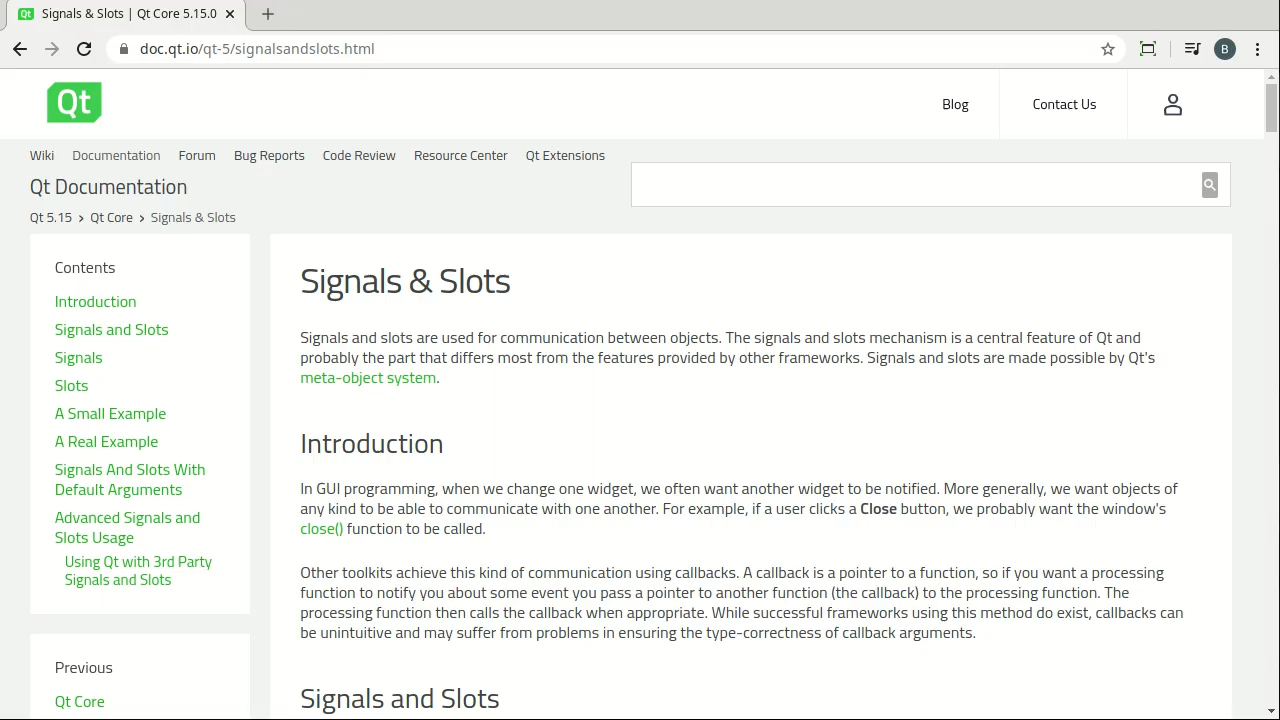 Qt Signals & Slots | Qt Core 5.15.0
doc.qt.io/qt-5/signalsandslots.html
B
Qt
Blog
Contact Us
Wiki Documentation Forum Bug Reports Code Review Resource Center Qt Extensions
Qt Documentation
Qt 5.15 › Qt Core › Signals & Slots
Contents
Introduction
Signals and Slots
Signals
Slots
A Small Example
A Real Example
Signals And Slots With
Default Arguments
Advanced Signals and
Slots Usage
Using Qt with 3rd Party
Signals and Slots
Previous
Qt Core
Signals & Slots
Signals and slots are used for communication between objects. The signals and slots mechanism is a central feature of Qt and
probably the part that differs most from the features provided by other frameworks. Signals and slots are made possible by Qt's
meta-object system.
Introduction
In GUI programming, when we change one widget, we often want another widget to be notified. More generally, we want objects of
any kind to be able to communicate with one another. For example, if a user clicks a Close button, we probably want the window's
close() function to be called.
Other toolkits achieve this kind of communication using callbacks. A callback is a pointer to a function, so if you want a processing
function to notify you about some event you pass a pointer to another function (the callback) to the processing function. The
processing function then calls the callback when appropriate. While successful frameworks using this method do exist, callbacks can
be unintuitive and may suffer from problems in ensuring the type-correctness of callback arguments.
Signals and Slots